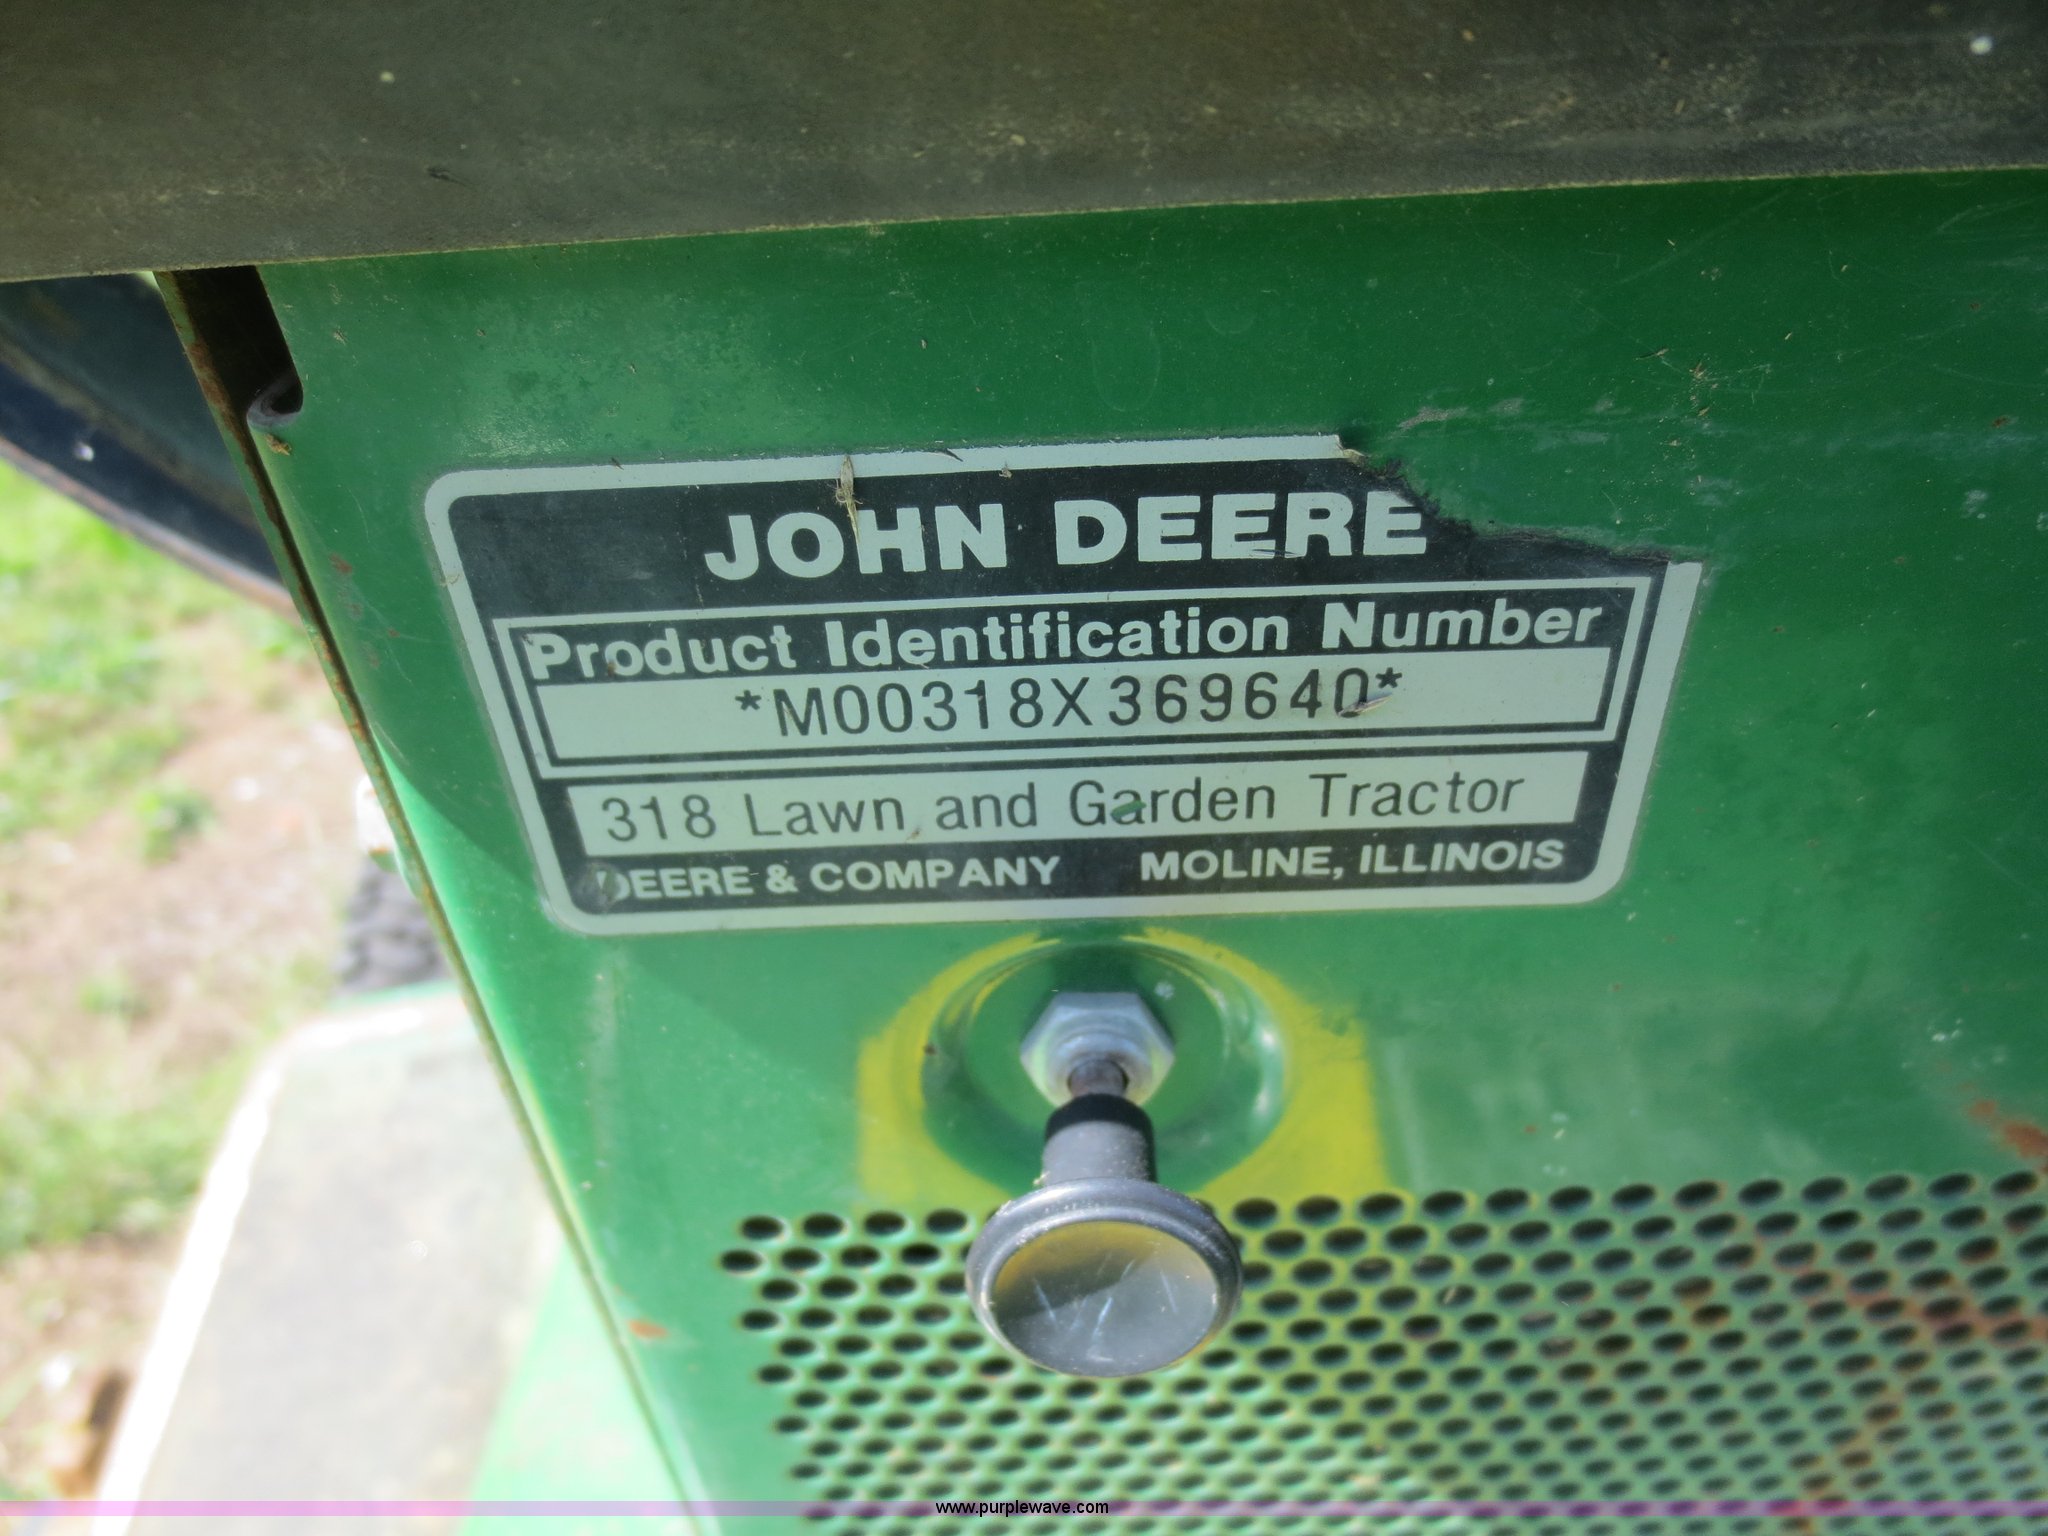 JOHN DEERE
Product Identification Number
*M00318X369640*
318 Lawn and Garden Tractor
DEERE & COMPANY MOLINE, ILLINOIS
www.purplewave.com